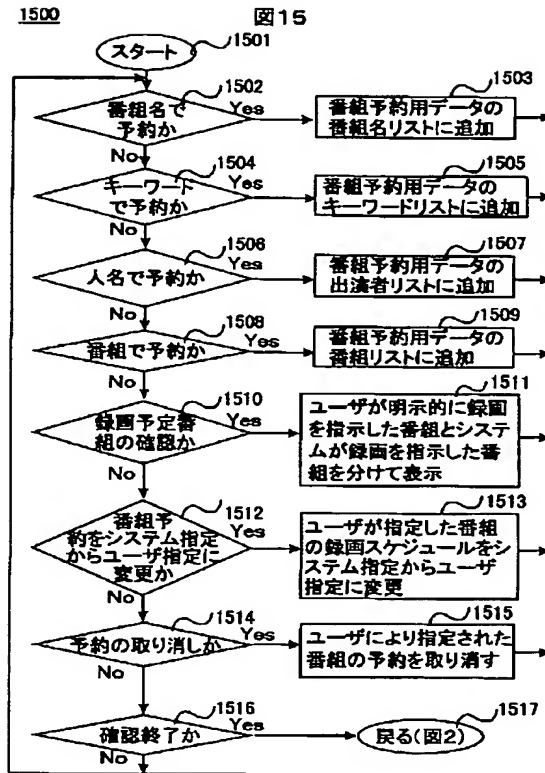 1500
図15
スタート
1501
番組名で
予約か
1502
Yes
No
番組予約用データの
番組名リストに追加
1503
キーワード
で予約か
1504
Yes
No
番組予約用データの
キーワードリストに追加
1505
人名で予約か
1506
Yes
No
番組予約用データの
出演者リストに追加
1507
番組で予約か
1508
Yes
No
番組予約用データの
番組リストに追加
1509
録画予定番
組の確認か
1510
Yes
No
ユーザが明示的に録画
を指示した番組とシステ
ムが録画を指示した番
組を分けて表示
1511
番組予
約をシステム指定
からユーザ指定に
変更か
1512
Yes
No
ユーザが指定した番組
の録画スケジュールをシ
ステム指定からユーザ
指定に変更
1513
予約の取り消しか
1514
Yes
No
ユーザにより指定された
番組の予約を取り消す
1515
確認終了か
1516
Yes
No
戻る(図2)
1517